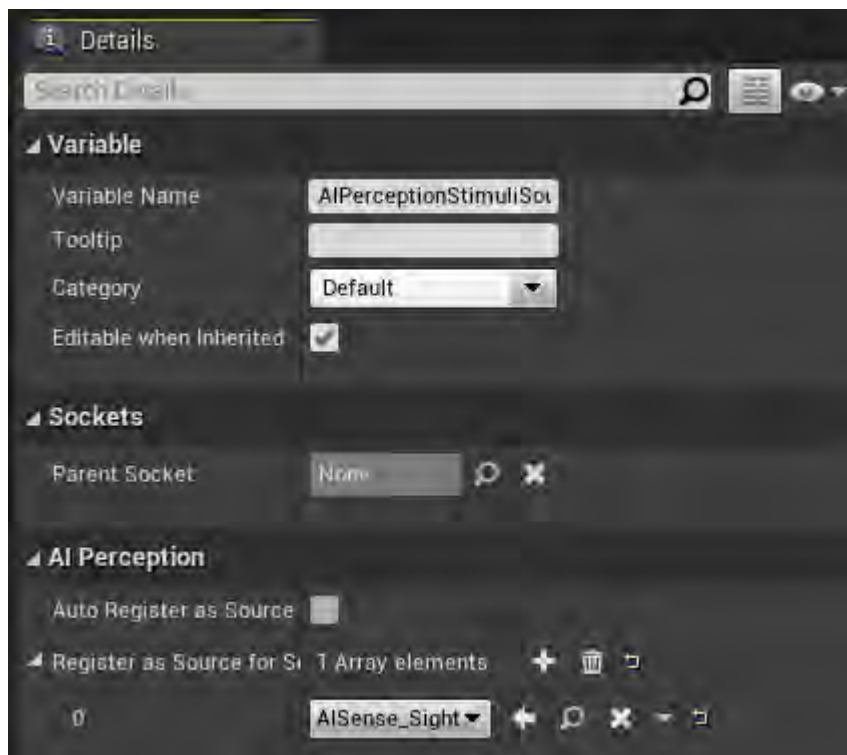 Details
Search Details
Variable
Variable Name AIPerceptionStimuliSou
Tooltip
Category Default
Editable when Inherited
Sockets
Parent Socket None
AI Perception
Auto Register as Source
Register as Source for Se 1 Array elements
0 AISense_Sight